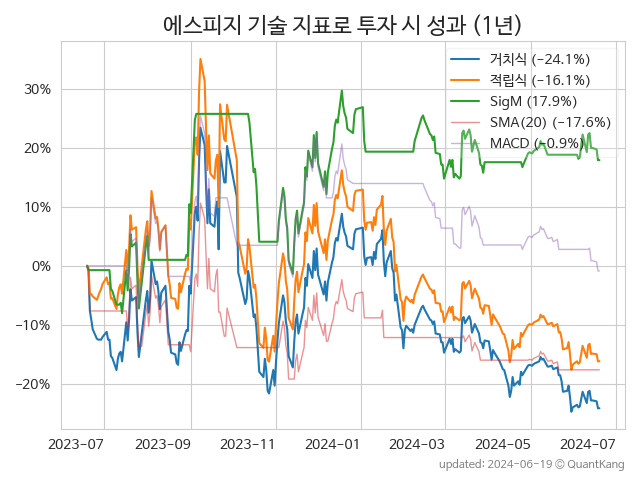 에스피지 기술 지표로 투자 시 성과 (1년)
거치식 (−24.1%)
적립식 (−16.1%)
SigM (17.9%)
SMA(20) (−17.6%)
MACD (−0.9%)
30%
20%
10%
0%
−10%
−20%
2023-07
2023-09
2023-11
2024-01
2024-03
2024-05
2024-07
updated: 2024-06-19 ⓒ QuantKang